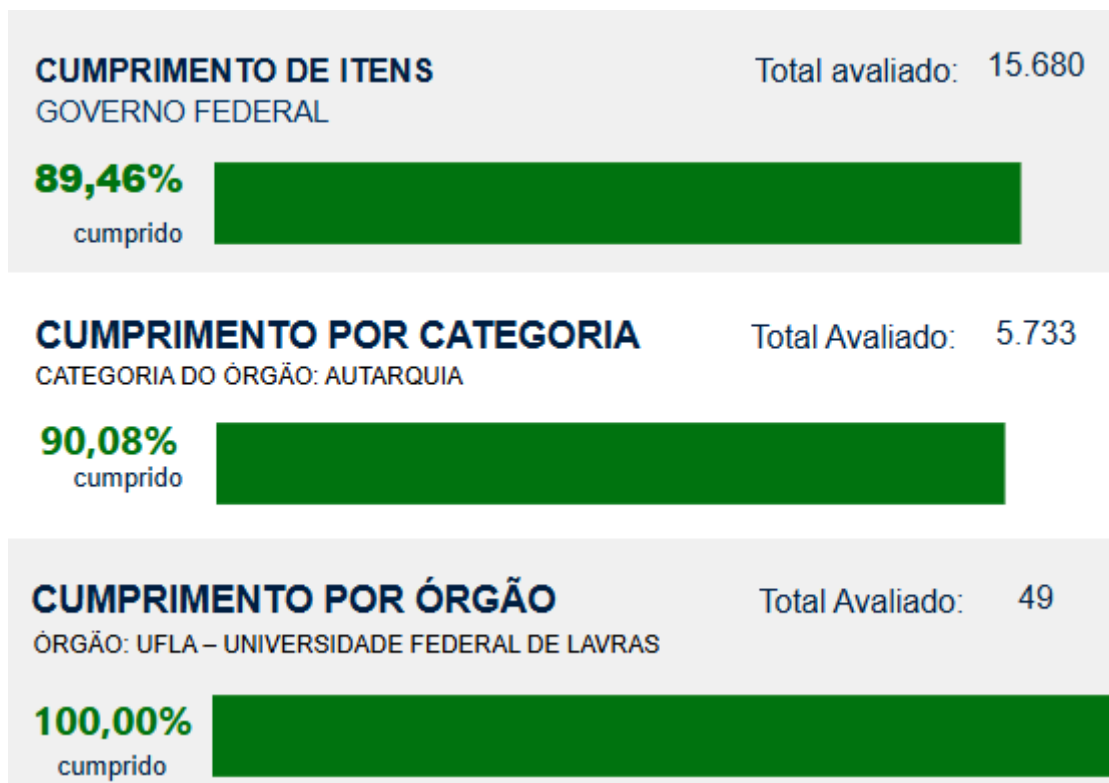 CUMPRIMENTO DE ITENS Total avaliado: 15.680
GOVERNO FEDERAL
89,46%
cumprido
CUMPRIMENTO POR CATEGORIA Total Avaliado: 5.733
CATEGORIA DO ÓRGÃO: AUTARQUIA
90,08%
cumprido
CUMPRIMENTO POR ÓRGÃO Total Avaliado: 49
ÓRGÃO: UFLA – UNIVERSIDADE FEDERAL DE LAVRAS
100,00%
cumprido